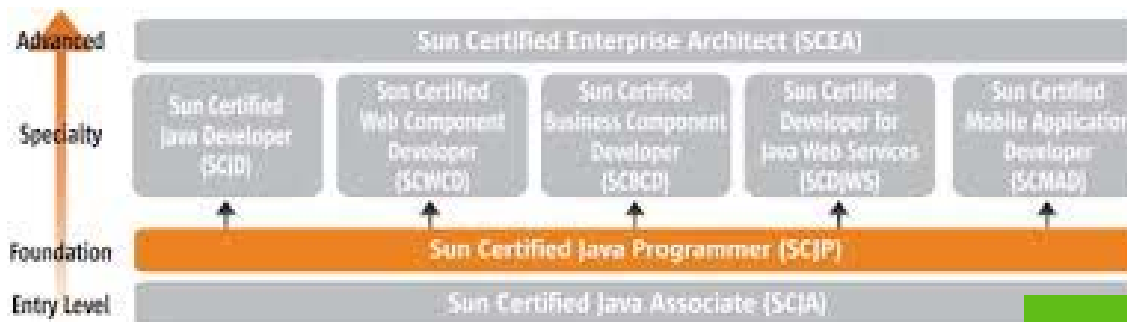 Advanced
Sun Certified Enterprise Architect (SCEA)
Specialty
Sun Certified
Java Developer
(SCJD)
Sun Certified
Web Component
Developer
(SCWCD)
Sun Certified
Business Component
Developer
(SCBCD)
Sun Certified
Developer for
Java Web Services
(SCDJWS)
Sun Certified
Mobile Application
Developer
(SCMAD)
Foundation
Sun Certified Java Programmer (SCJP)
Entry Level
Sun Certified Java Associate (SCJA)